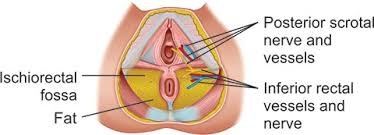 Posterior scrotal
nerve and
vessels
Ischiorectal
fossa
Fat
Inferior rectal
vessels and
nerve